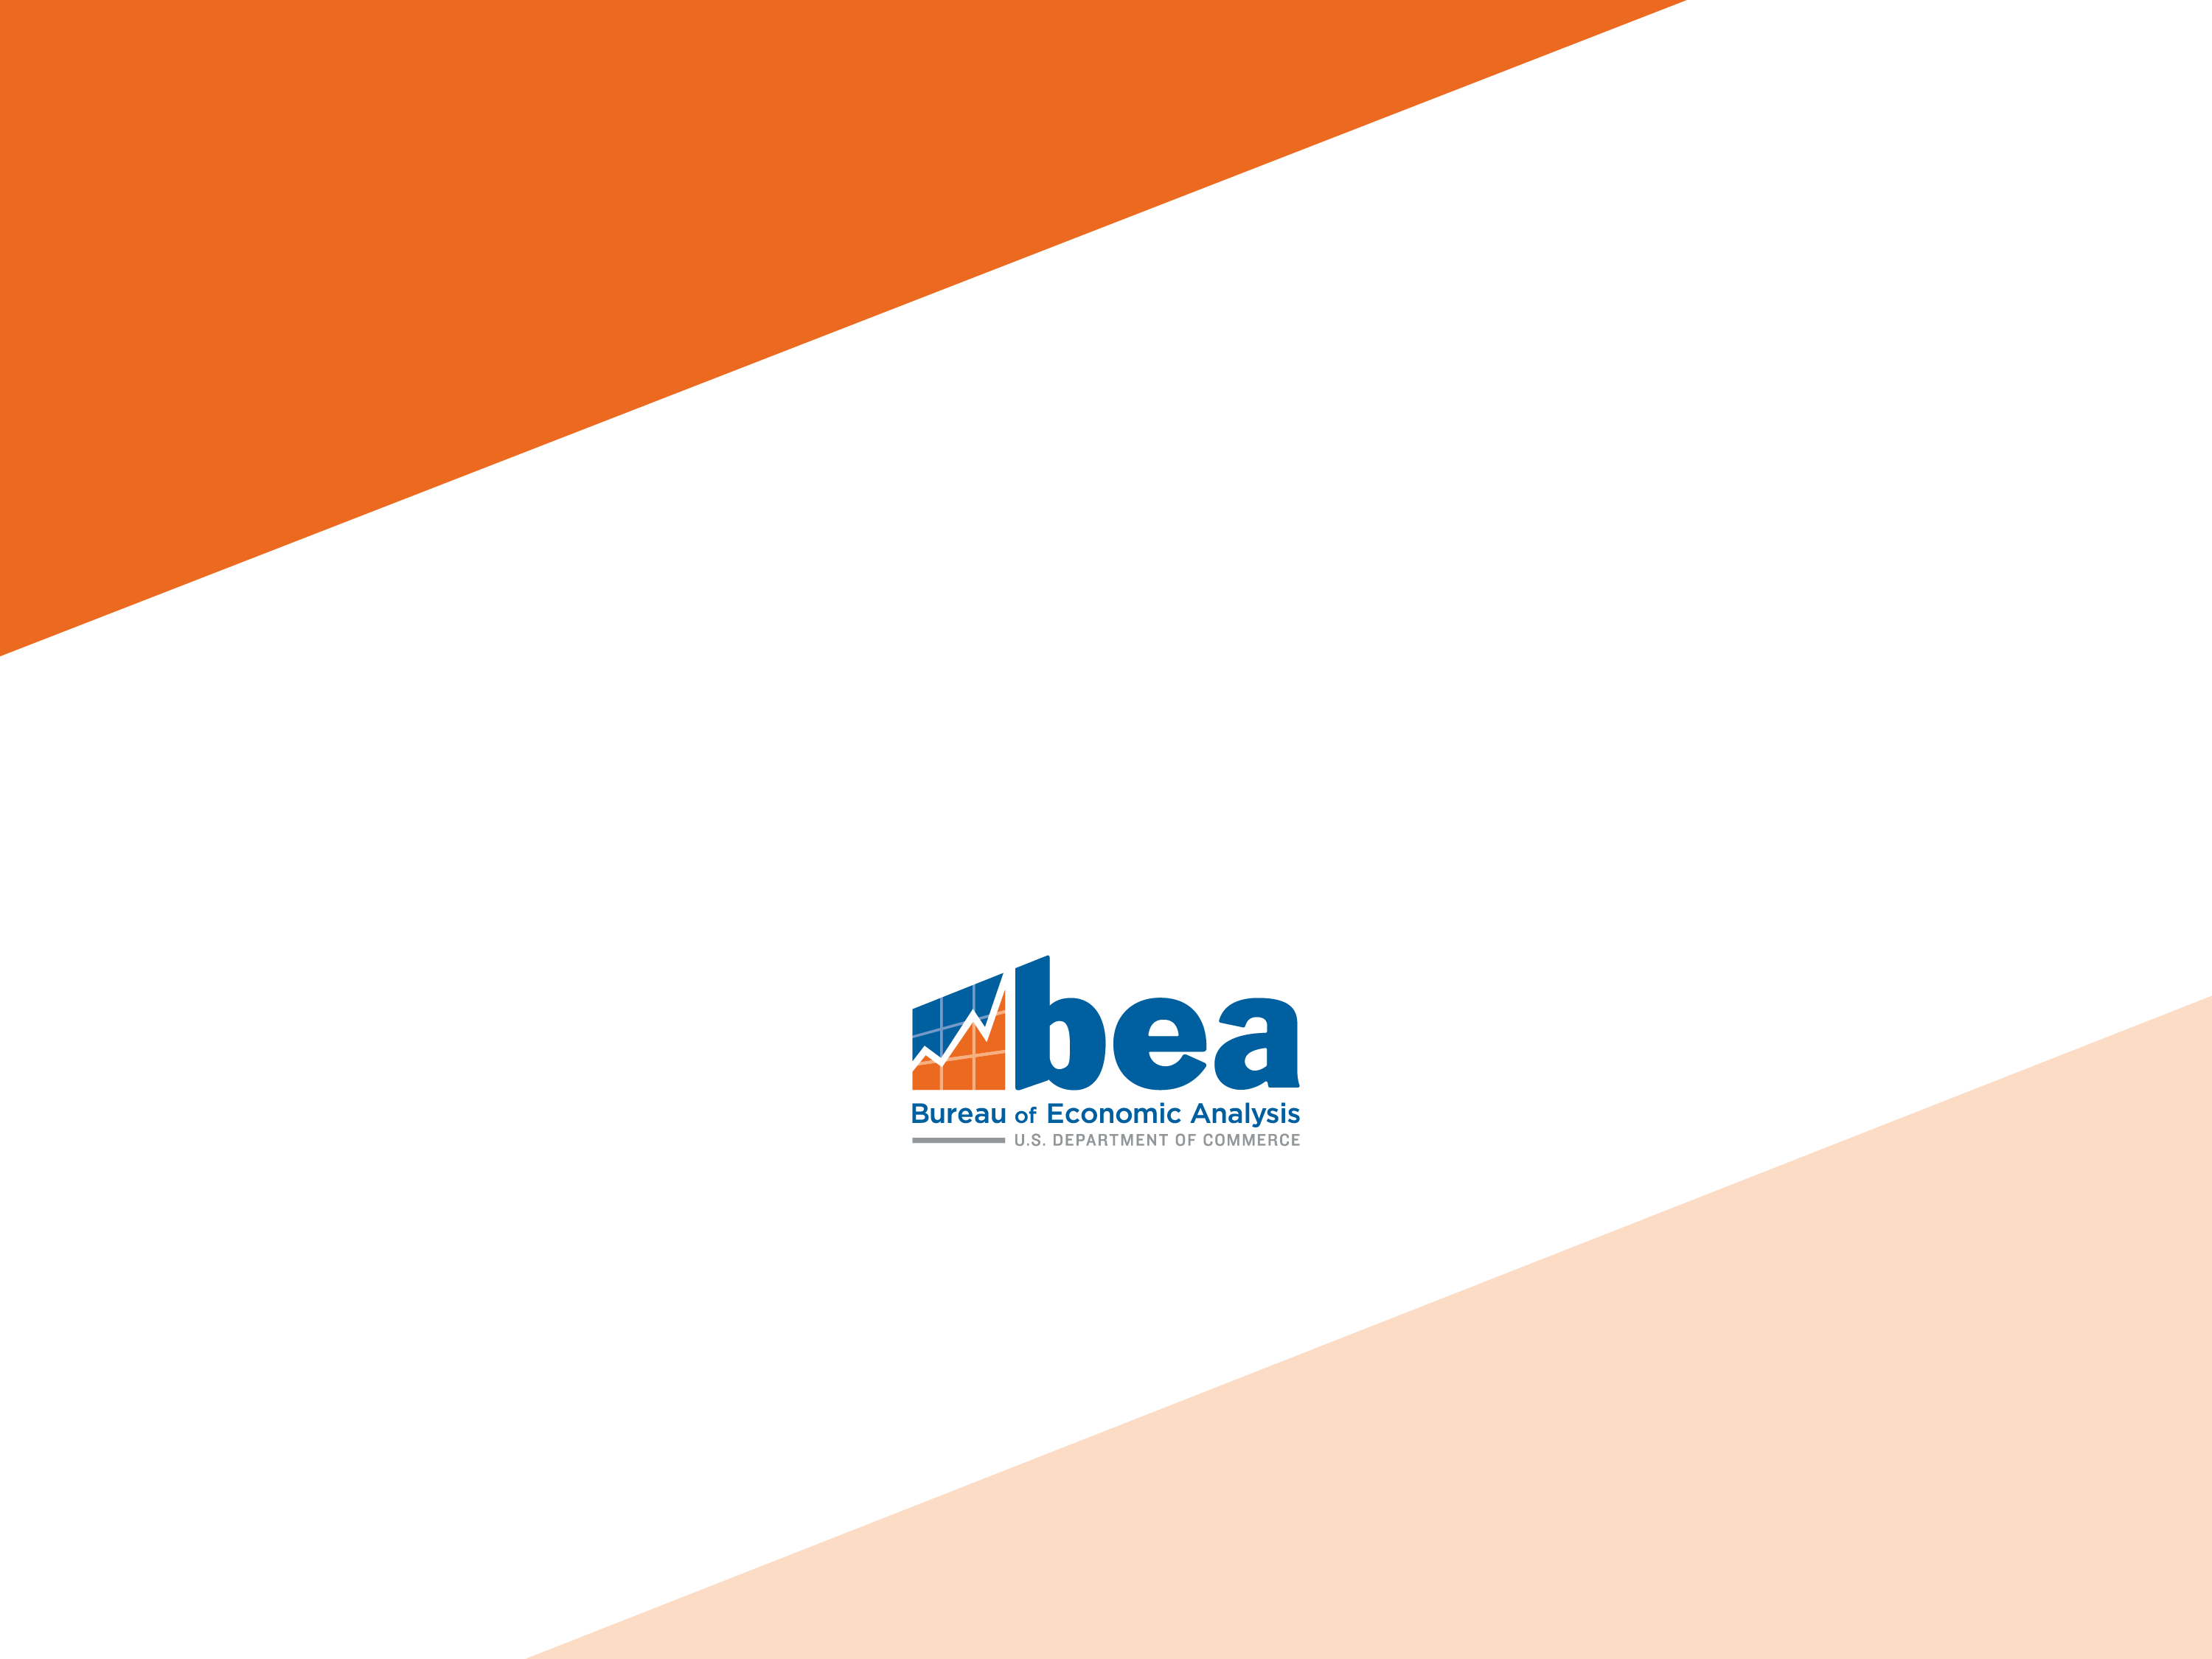 bea
Bureau of Economic Analysis
U.S. DEPARTMENT OF COMMERCE